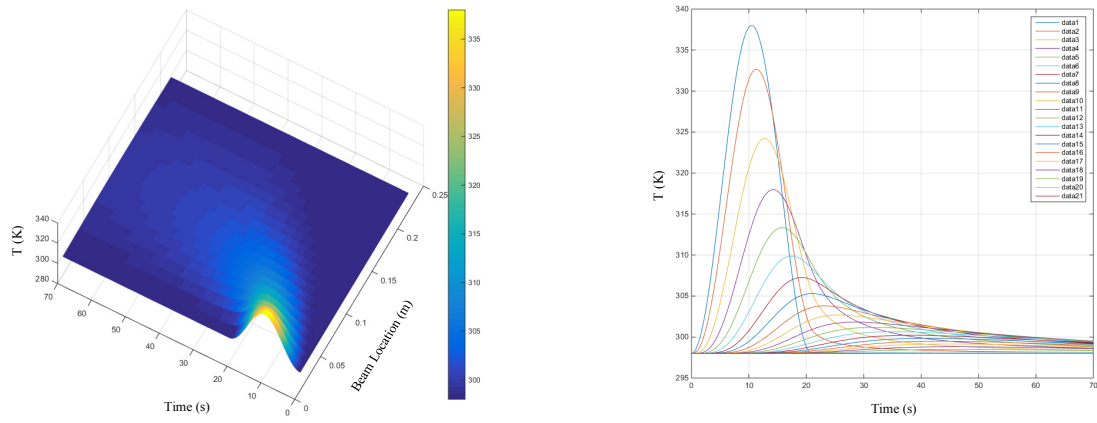 335
330
325
320
315
310
305
300
340
320
300
280
T (K)
70
60
50
40
30
20
10
0
Time (s)
0
0.05
0.1
0.15
0.2
0.25
Beam Location (m)
340
335
330
325
320
315
310
305
300
295
T (K)
0
10
20
30
40
50
60
70
Time (s)
data1
data2
data3
data4
data5
data6
data7
data8
data9
data10
data11
data12
data13
data14
data15
data16
data17
data18
data19
data20
data21